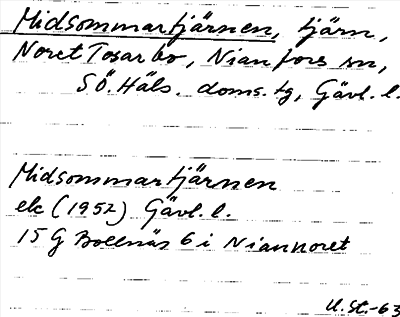 Midsommartjärnen, tjärn,
Noret Tosarbo, Nianfors sn,
SÖ. Häls. doms. tg, Gävl. l.
Midsommartjärnen
ek (1952) Gävl. l.
15 G Bollnäs 6 i Niannoret
U. St.-63